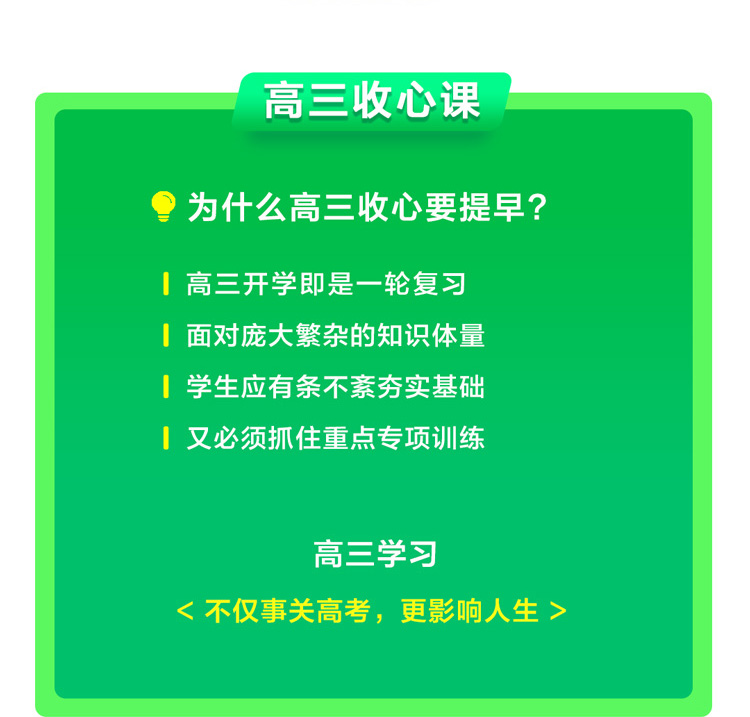 高三收心课
为什么高三收心要提早？
高三开学即是一轮复习
面对庞大繁杂的知识体量
学生应有条不紊夯实基础
又必须抓住重点专项训练
高三学习
< 不仅事关高考，更影响人生 >